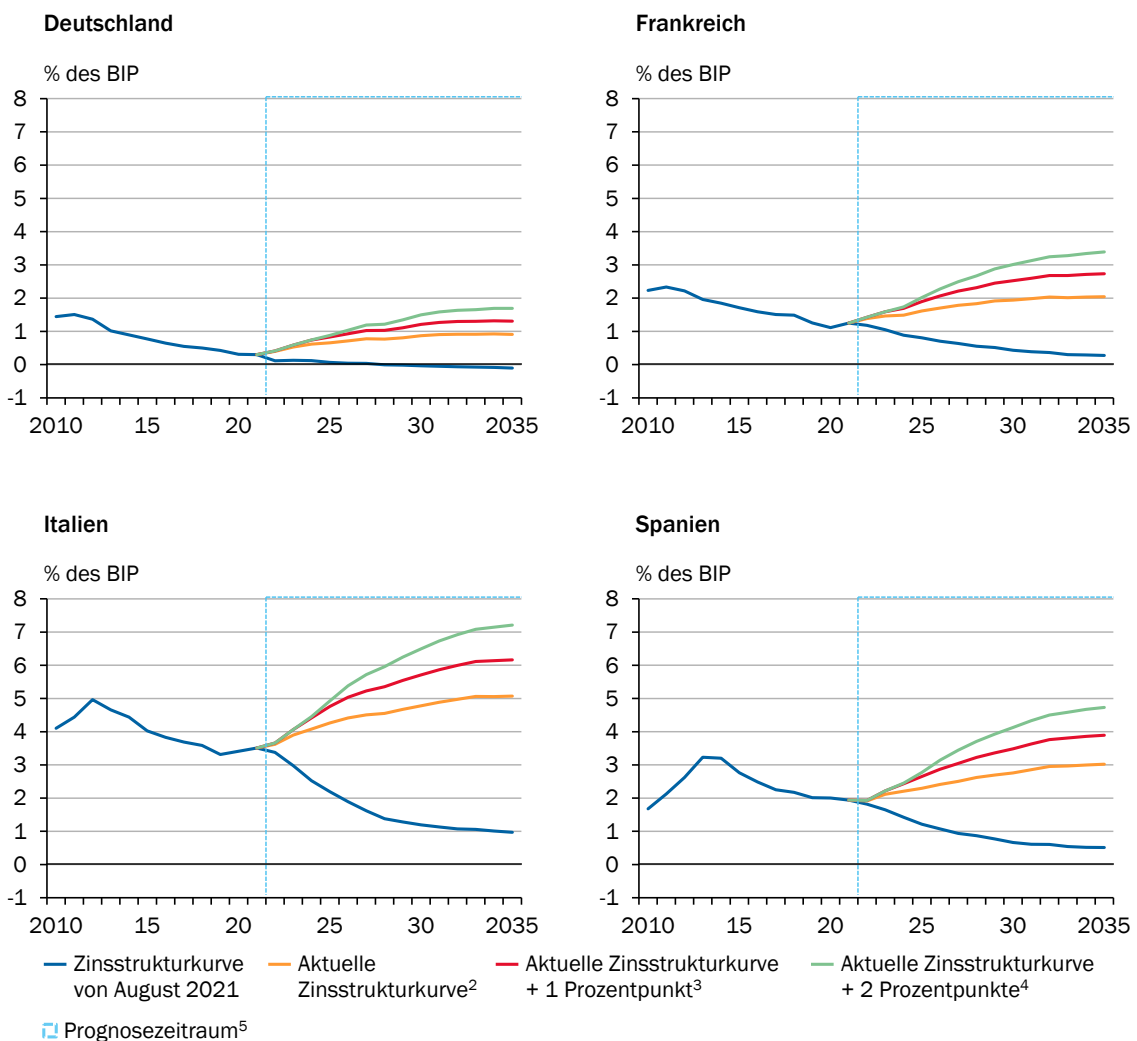 Deutschland
% des BIP
8
7
6
5
4
3
2
1
0
-1
2010 15 20 25 30 2035
Frankreich
% des BIP
8
7
6
5
4
3
2
1
0
-1
2010 15 20 25 30 2035
Italien
% des BIP
8
7
6
5
4
3
2
1
0
-1
2010 15 20 25 30 2035
Spanien
% des BIP
8
7
6
5
4
3
2
1
0
-1
2010 15 20 25 30 2035
Zinsstrukturkurve
von August 2021
Aktuelle
Zinsstrukturkurve²
Aktuelle Zinsstrukturkurve
+ 1 Prozentpunkt³
Aktuelle Zinsstrukturkurve
+ 2 Prozentpunkte⁴
Prognosezeitraum⁵